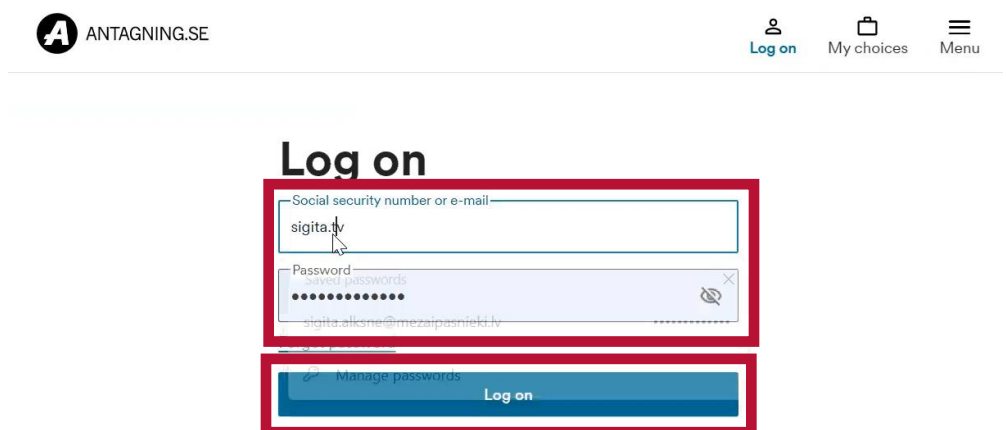 ANTAGNING.SE
Log on
My choices
Menu
Log on
Social security number or e-mail
sigita.tv
Password
Saved passwords
•••••••••••••
sigita.alksne@mezaipasnieki.lv
Manage passwords
Log on